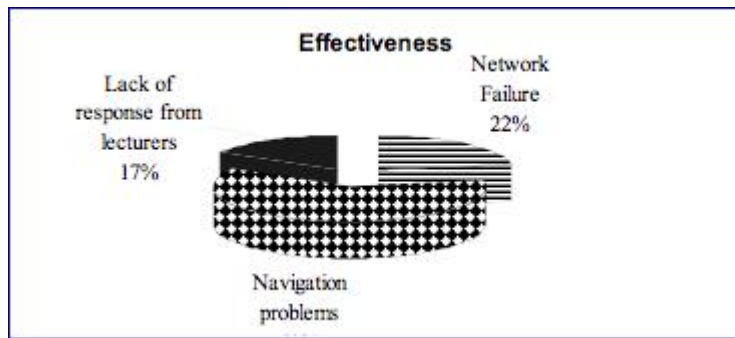 Effectiveness
Network
Failure
22%
Lack of
response from
lecturers
17%
Navigation
problems